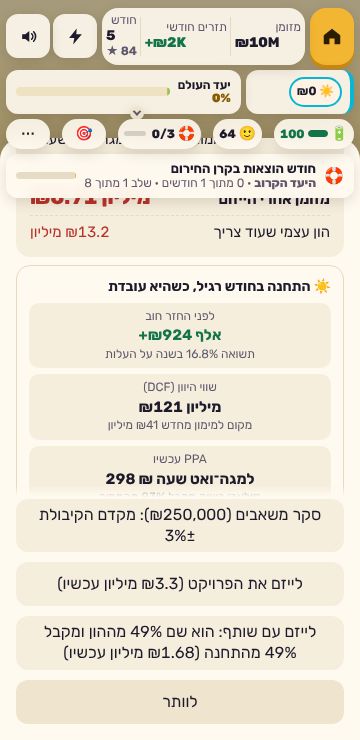 מזומן
₪10M
תזרים חודשי
+₪2K
חודש
5
★ 84
☀️ ₪0
יעד העולם
0%
🔋 100
🙂 64
🛟 0/3
🎯
⋯
🛟 חודש הוצאות בקרן החירום
היעד הקרוב · 0 מתוך 1 חודשים · שלב 1 מתוך 8
הון עצמי שעוד צריך
₪13.2 מיליון
☀️ התחנה בחודש רגיל, כשהיא עובדת
לפני החזר חוב
+₪924 אלף
תשואה 16.8% בשנה על העלות
שווי היוון (DCF)
₪121 מיליון
מקום למימון מחדש ₪41 מיליון
PPA עכשיו
298 ₪ למגה־ואט שעה
סקר משאבים (₪250,000): מקדם הקיבולת
±3%
לייזם את הפרויקט (₪3.3 מיליון עכשיו)
לייזם עם שותף: הוא שם 49% מההון ומקבל
49% מהתחנה (₪1.68 מיליון עכשיו)
לוותר